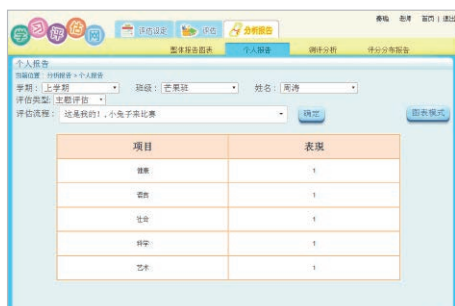 学习评估网
评估设定 评估 分析报告
老师 首页 | 退出
整体报告图表 个人报告 测评分析 评分分布报告
个人报告
当前位置：分析报告 > 个人报告
学期：上学期 班级：芒果班 姓名：周涛
评估类型：主题评估
评估流程：这是我的！,小兔子来比赛 确定 图表模式
项目 表现
健康 1
语言 1
社会 1
科学 1
艺术 1